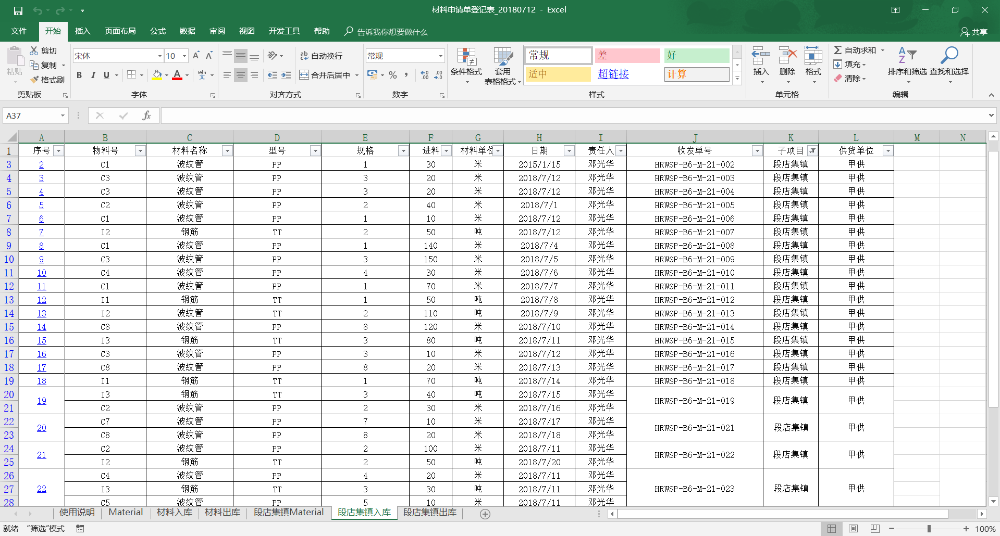 材料申请单登记表_20180712 - Excel
文件 开始 插入 页面布局 公式 数据 审阅 视图 开发工具 帮助 告诉我你想要做什么 共享
粘贴 剪切 复制 格式刷 剪贴板
宋体 10 A A B I U A wén 文 字体
ab 自动换行 合并后居中 对齐方式
常规 % , .00 数字
条件格式 套用表格格式 常规 差 好 适中 超链接 计算 样式
插入 删除 格式 单元格
Σ 自动求和 填充 清除 排序和筛选 查找和选择 编辑
A37 fx
A B C D E F G H I J K L M N
1 序号 物料号 材料名称 型号 规格 进料 材料单位 日期 责任人 收发单号 子项目 供货单位
3 2 C1 波纹管 PP 1 30 米 2015/1/15 邓光华 HRWSP-B6-M-21-002 段店集镇 甲供
4 3 C3 波纹管 PP 3 20 米 2018/7/12 邓光华 HRWSP-B6-M-21-003 段店集镇 甲供
5 4 C3 波纹管 PP 3 20 米 2018/7/12 邓光华 HRWSP-B6-M-21-004 段店集镇 甲供
6 5 C2 波纹管 PP 2 40 米 2018/7/1 邓光华 HRWSP-B6-M-21-005 段店集镇 甲供
7 6 C1 波纹管 PP 1 10 米 2018/7/12 邓光华 HRWSP-B6-M-21-006 段店集镇 甲供
8 7 I2 钢筋 TT 2 50 吨 2018/7/12 邓光华 HRWSP-B6-M-21-007 段店集镇 甲供
9 8 C1 波纹管 PP 1 140 米 2018/7/4 邓光华 HRWSP-B6-M-21-008 段店集镇 甲供
10 9 C3 波纹管 PP 3 150 米 2018/7/5 邓光华 HRWSP-B6-M-21-009 段店集镇 甲供
11 10 C4 波纹管 PP 4 30 米 2018/7/6 邓光华 HRWSP-B6-M-21-010 段店集镇 甲供
12 11 C1 波纹管 PP 1 70 米 2018/7/7 邓光华 HRWSP-B6-M-21-011 段店集镇 甲供
13 12 I1 钢筋 TT 1 50 吨 2018/7/8 邓光华 HRWSP-B6-M-21-012 段店集镇 甲供
14 13 I2 波纹管 TT 2 110 吨 2018/7/9 邓光华 HRWSP-B6-M-21-013 段店集镇 甲供
15 14 C8 波纹管 PP 8 120 米 2018/7/10 邓光华 HRWSP-B6-M-21-014 段店集镇 甲供
16 15 I3 钢筋 TT 3 80 吨 2018/7/11 邓光华 HRWSP-B6-M-21-015 段店集镇 甲供
17 16 C3 波纹管 PP 3 10 米 2018/7/12 邓光华 HRWSP-B6-M-21-016 段店集镇 甲供
18 17 C8 波纹管 PP 8 20 米 2018/7/13 邓光华 HRWSP-B6-M-21-017 段店集镇 甲供
19 18 I1 钢筋 TT 1 70 吨 2018/7/14 邓光华 HRWSP-B6-M-21-018 段店集镇 甲供
20 19 I3 钢筋 TT 3 40 吨 2018/7/15 邓光华 HRWSP-B6-M-21-019 段店集镇 甲供
21 C2 波纹管 PP 2 30 米 2018/7/16 邓光华
22 20 C7 波纹管 PP 7 10 米 2018/7/17 邓光华 HRWSP-B6-M-21-021 段店集镇 甲供
23 C8 波纹管 PP 8 20 米 2018/7/18 邓光华
24 21 C2 波纹管 PP 2 100 米 2018/7/11 邓光华 HRWSP-B6-M-21-022 段店集镇 甲供
25 I2 钢筋 TT 2 50 吨 2018/7/20 邓光华
26 C4 波纹管 PP 4 20 米 2018/7/11 邓光华
27 22 I3 钢筋 TT 3 30 吨 2018/7/11 邓光华 HRWSP-B6-M-21-023 段店集镇 甲供
28 C5 波纹管 PP 5 10 米 2018/7/11 邓光华
使用说明 Material 材料入库 材料出库 段店集镇Material 段店集镇入库 段店集镇出库
就绪 “筛选”模式 100%